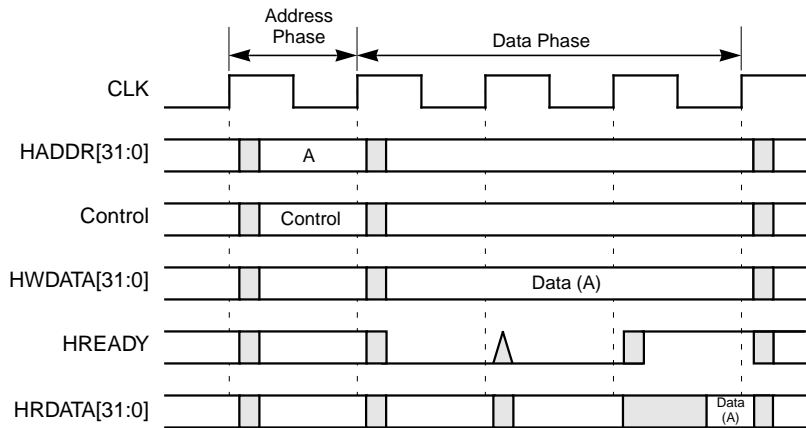 Address
Phase
Data Phase
CLK
HADDR[31:0]
A
Control
Control
HWDATA[31:0]
Data (A)
HREADY
HRDATA[31:0]
Data
(A)